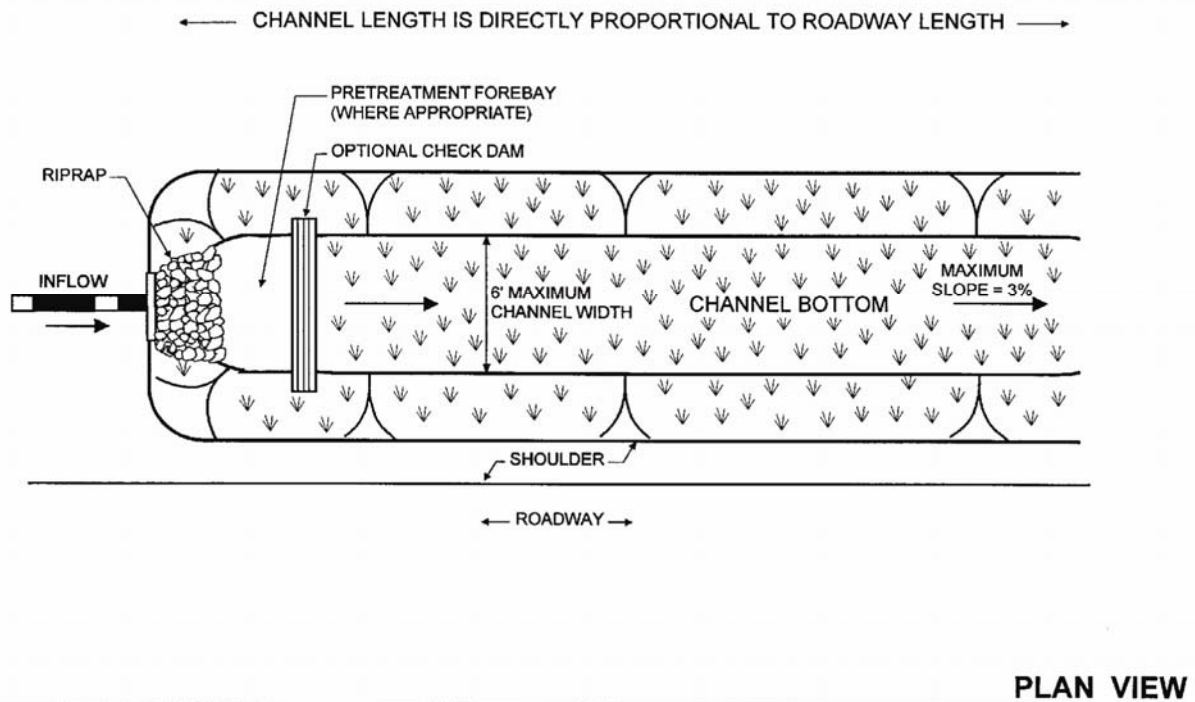 CHANNEL LENGTH IS DIRECTLY PROPORTIONAL TO ROADWAY LENGTH
PRETREATMENT FOREBAY
(WHERE APPROPRIATE)
OPTIONAL CHECK DAM
RIPRAP
INFLOW
6' MAXIMUM
CHANNEL WIDTH
CHANNEL BOTTOM
MAXIMUM
SLOPE = 3%
SHOULDER
ROADWAY
PLAN VIEW